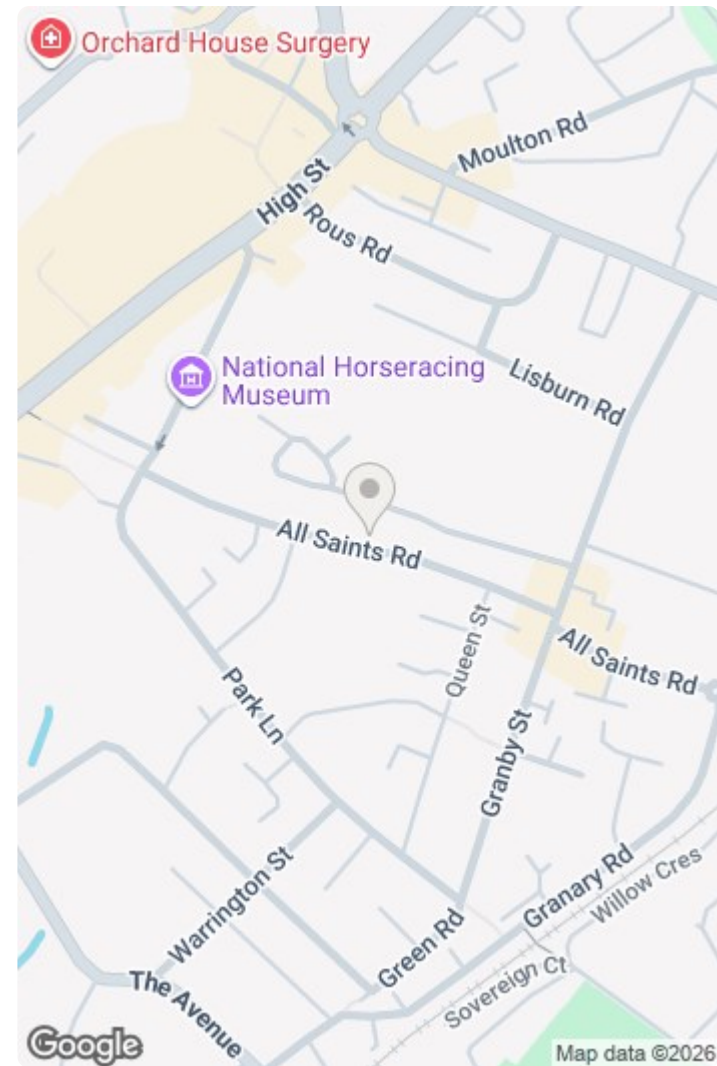 Orchard House Surgery
Moulton Rd
High St
Rous Rd
National Horseracing
Museum
Lisburn Rd
All Saints Rd
Queen St
All Saints Rd
Park Ln
Granby St
Warrington St
Granary Rd
Willow Cres
Green Rd
Sovereign Ct
The Avenue
Google
Map data ©2026